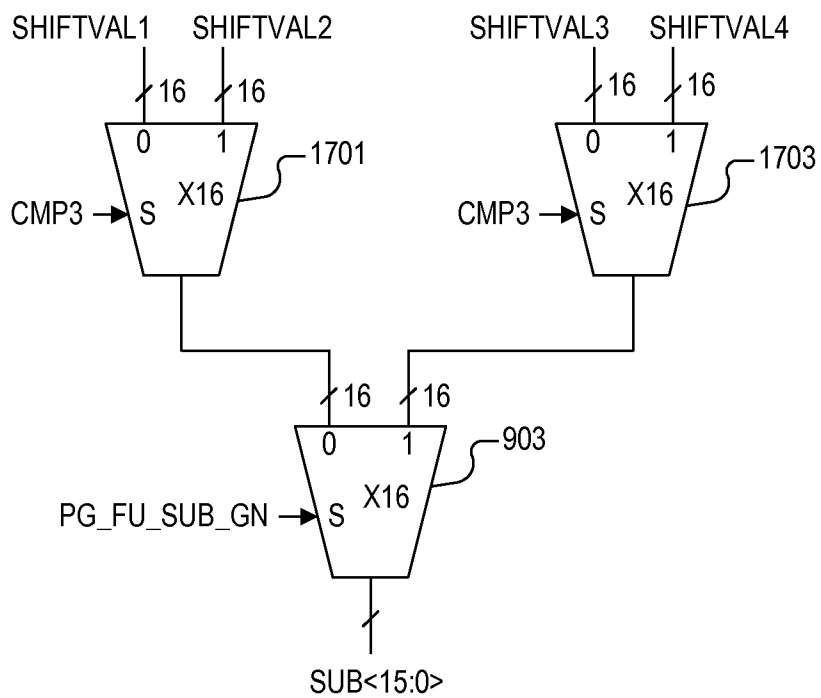 SHIFTVAL1 SHIFTVAL2 SHIFTVAL3 SHIFTVAL4
16 16 16 16
0 1 1701 0 1 1703
X16 X16
CMP3 S CMP3 S
16 16
0 1 903
X16
PG_FU_SUB_GN S
SUB<15:0>